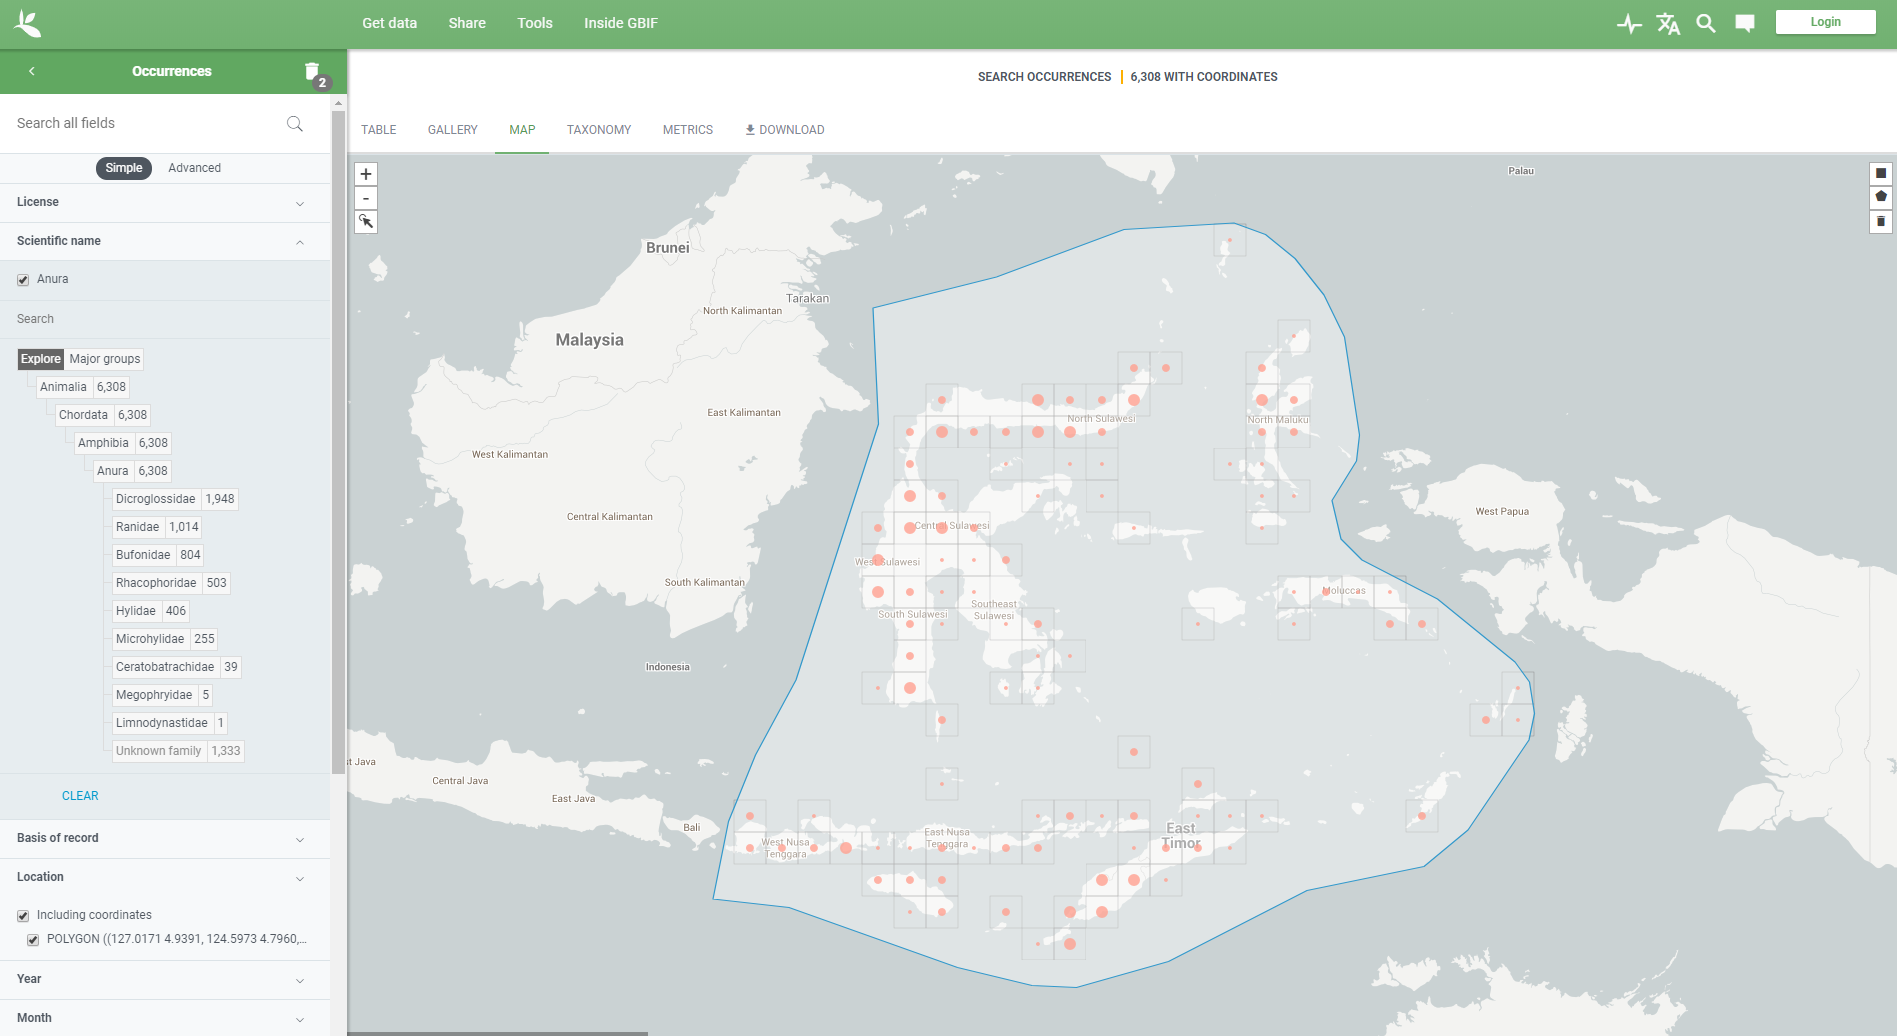 Get data
Share
Tools
Inside GBIF
Login
Occurrences
2
SEARCH OCCURRENCES | 6,308 WITH COORDINATES
Search all fields
TABLE
GALLERY
MAP
TAXONOMY
METRICS
DOWNLOAD
Simple
Advanced
License
Scientific name
Anura
Search
Explore Major groups
Animalia 6,308
Chordata 6,308
Amphibia 6,308
Anura 6,308
Dicroglossidae 1,948
Ranidae 1,014
Bufonidae 804
Rhacophoridae 503
Hylidae 406
Microhylidae 255
Ceratobatrachidae 39
Megophryidae 5
Limnodynastidae 1
Unknown family 1,333
CLEAR
Basis of record
Location
Including coordinates
POLYGON ((127.0171 4.9391, 124.5973 4.7960,...
Year
Month
+
-
Palau
Brunei
Tarakan
North Kalimantan
Malaysia
East Kalimantan
West Kalimantan
Central Kalimantan
South Kalimantan
Indonesia
North Sulawesi
North Maluku
Central Sulawesi
West Sulawesi
Southeast
Sulawesi
South Sulawesi
Moluccas
West Papua
st Java
Central Java
East Java
Bali
West Nusa
Tenggara
East Nusa
Tenggara
East
Timor